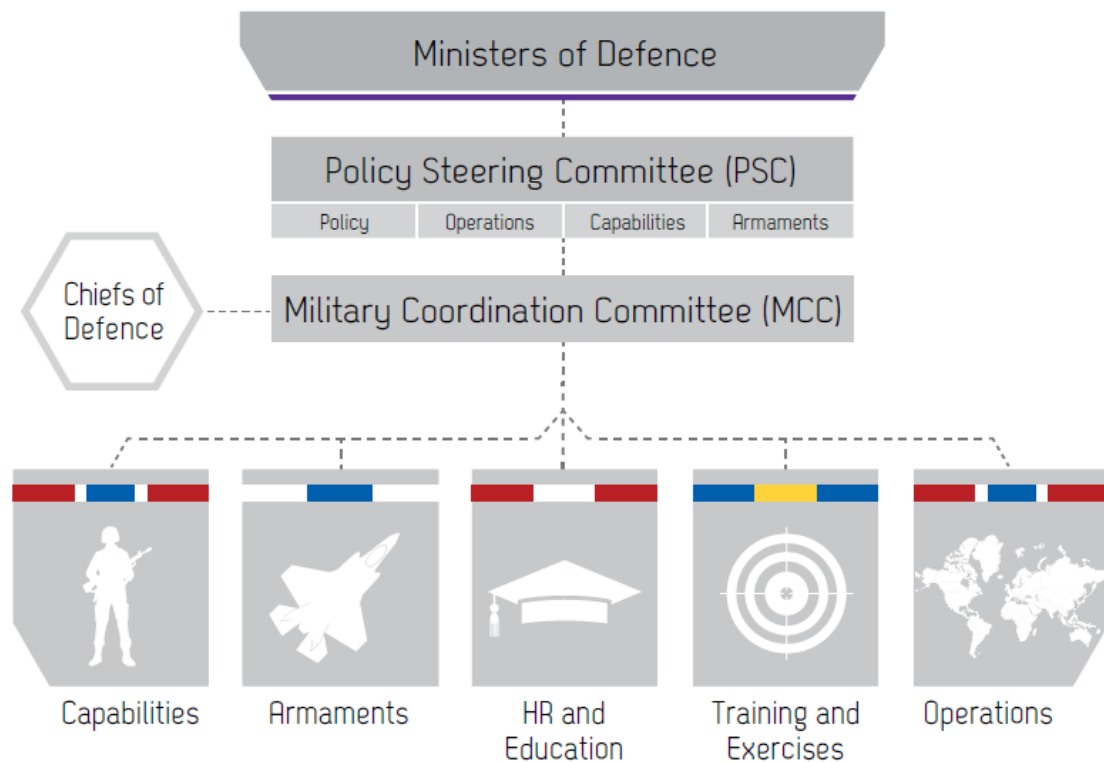 Ministers of Defence
Policy Steering Committee (PSC)
Policy
Operations
Capabilities
Armaments
Chiefs of
Defence
Military Coordination Committee (MCC)
Capabilities
Armaments
HR and
Education
Training and
Exercises
Operations